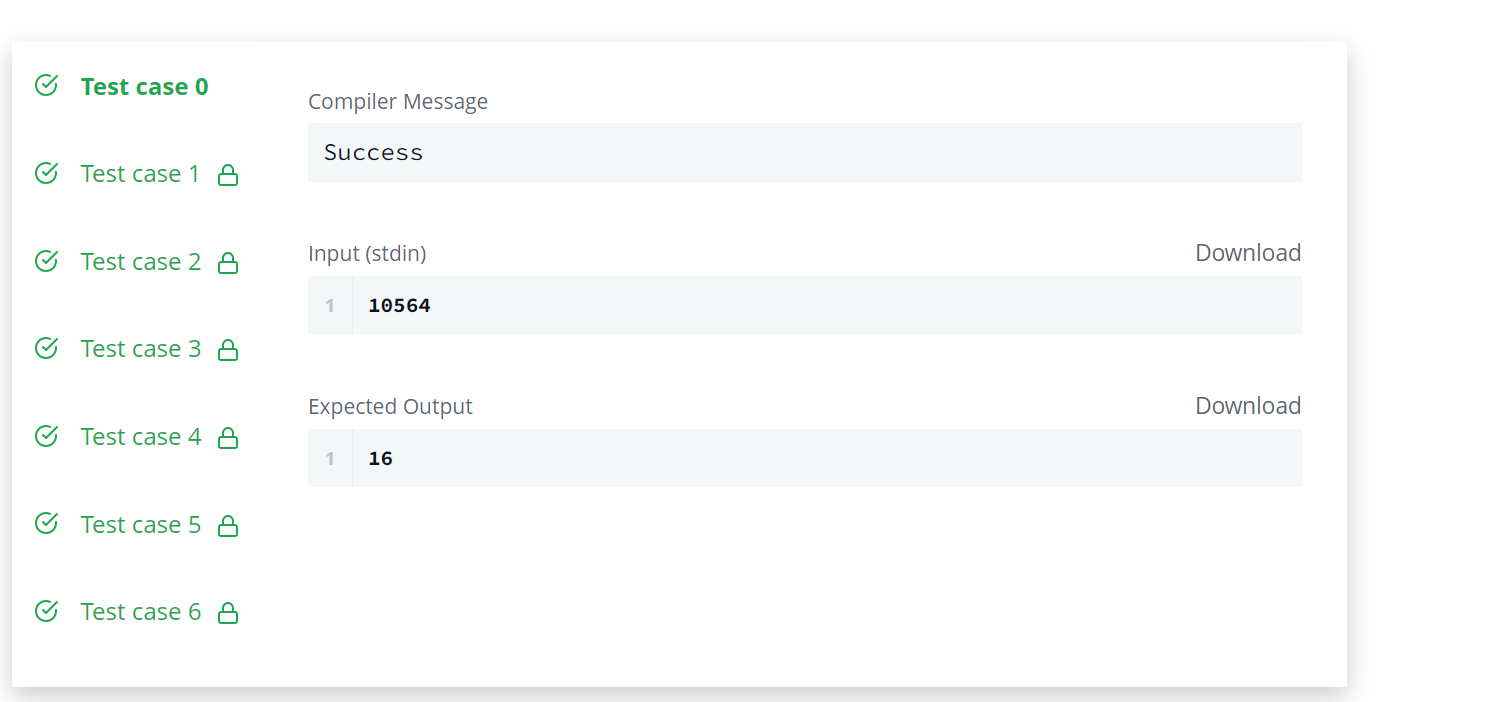 Test case 0
Test case 1
Test case 2
Test case 3
Test case 4
Test case 5
Test case 6
Compiler Message
Success
Input (stdin)
Download
1 10564
Expected Output
Download
1 16